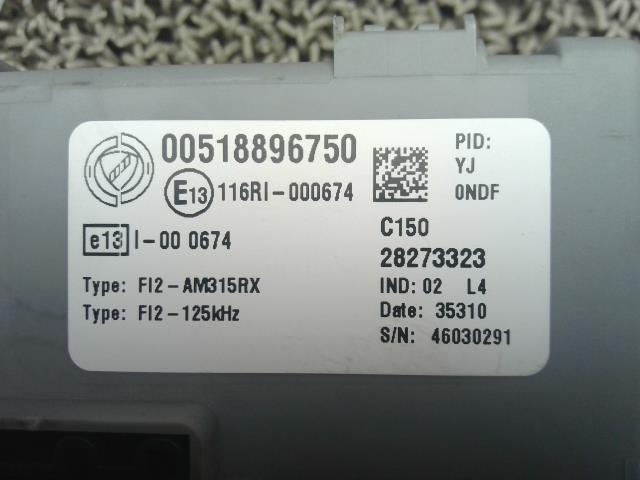 00518896750
E13 116RI-000674
e13 I-00 0674
Type: FI2-AM315RX
Type: FI2-125kHz
PID:
YJ
0NDF
C150
28273323
IND: 02 L4
Date: 35310
S/N: 46030291